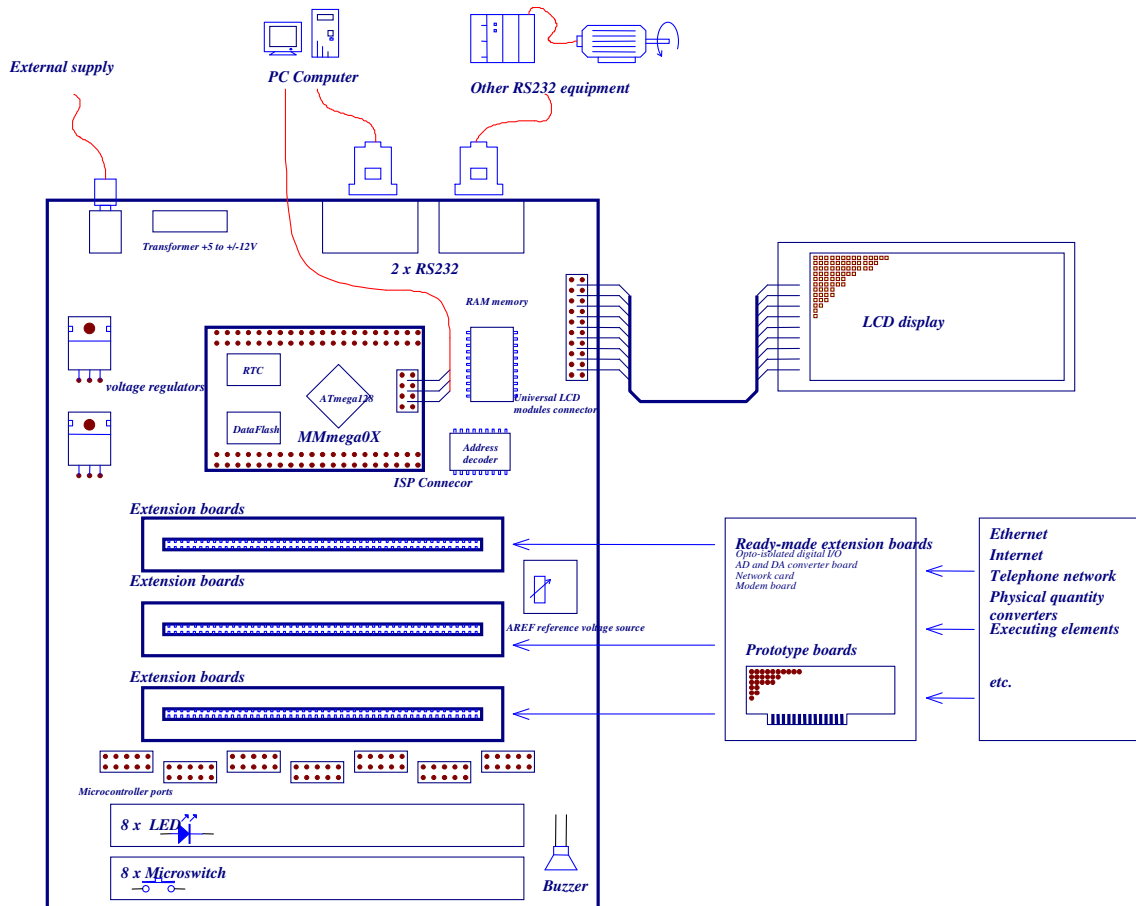 External supply
PC Computer
Other RS232 equipment
Transformer +5 to +/-12V
2 x RS232
RAM memory
LCD display
voltage regulators
RTC
ATmega128
Universal LCD
modules connector
DataFlash
MMmega0X
Address
decoder
ISP Connecor
Extension boards
Ready-made extension boards
Opto-isolated digital I/O
AD and DA converter board
Network card
Modem board
Ethernet
Internet
Telephone network
Physical quantity
converters
Executing elements
etc.
Extension boards
AREF reference voltage source
Prototype boards
Extension boards
Microcontroller ports
8 x LED
8 x Microswitch
Buzzer